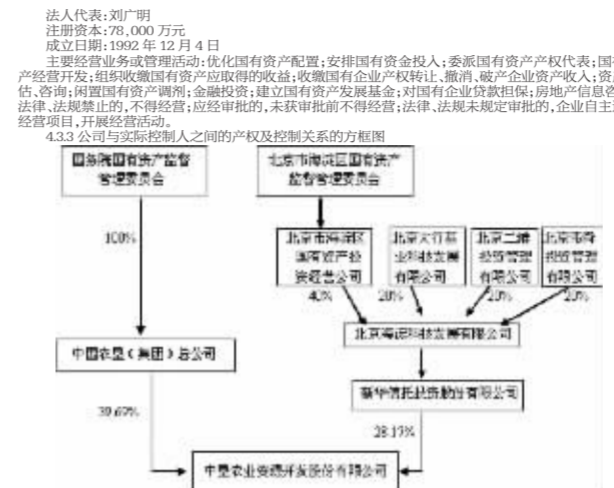 法人代表:刘广明
注册资本:78,000 万元
成立日期:1992 年 12 月 4 日
主要经营业务或管理活动:优化国有资产配置;安排国有资金投入;委派国有资产产权代表;国有
产经营开发;组织收缴国有资产应取得的收益;收缴国有企业产权转让、撤消、破产企业资产收入;资产
估、咨询;闲置国有资产调剂;金融投资;建立国有资产发展基金;对国有企业贷款担保;房地产信息咨
法律、法规禁止的,不得经营;应经审批的,未获审批前不得经营;法律、法规未规定审批的,企业自主选
经营项目,开展经营活动。
4.3.3 公司与实际控制人之间的产权及控制关系的方框图
国务院国有资产监督
管理委员会
北京市海淀区国有资产
监督管理委员会
100%
北京市海淀区
国有资产投
资经营公司
北京大行基
业科技发展
有限公司
北京二维
投资管理
有限公司
北京市
投资管理
有限公司
40%
20%
20%
20%
北京海淀科技发展有限公司
中国农垦(集团)总公司
新华信托投资股份有限公司
28.17%
中垦农业资源开发股份有限公司